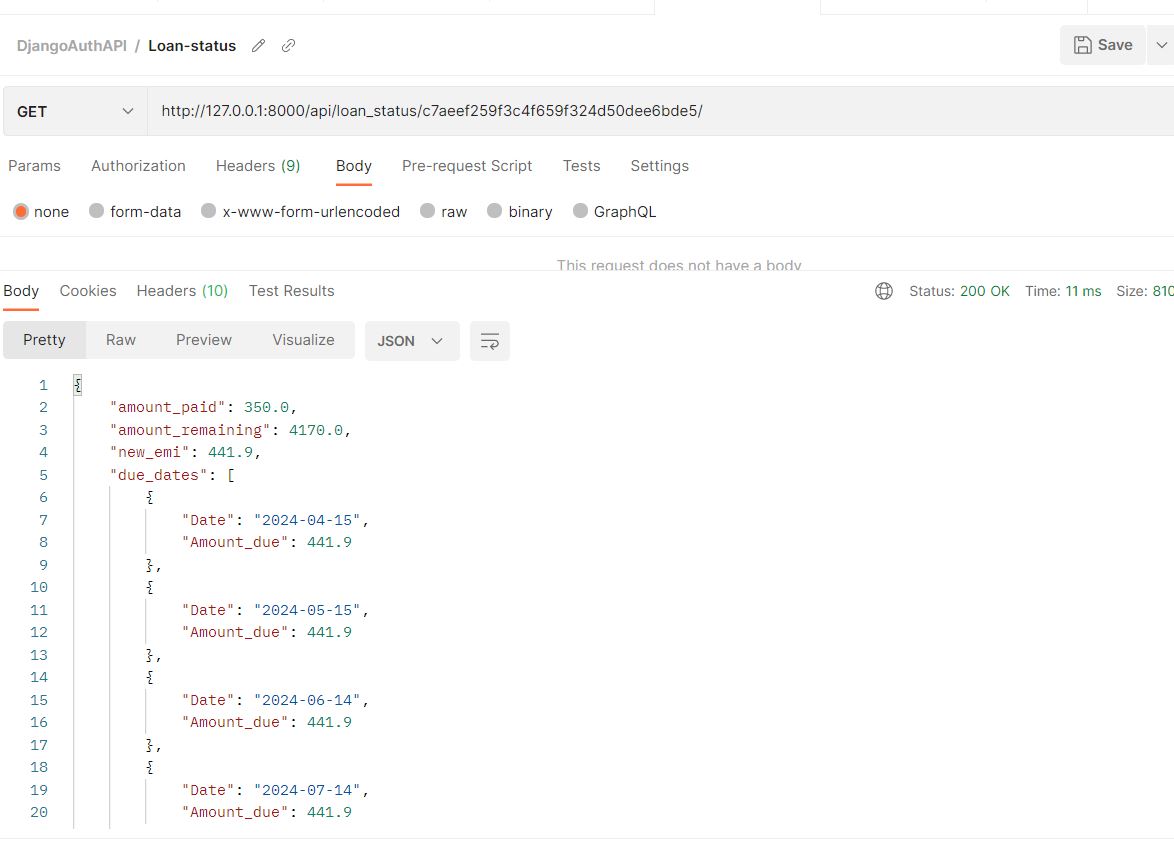 DjangoAuthAPI / Loan-status
Save
GET http://127.0.0.1:8000/api/loan_status/c7aeef259f3c4f659f324d50dee6bde5/
Params Authorization Headers (9) Body Pre-request Script Tests Settings
none form-data x-www-form-urlencoded raw binary GraphQL
This request does not have a body
Body Cookies Headers (10) Test Results Status: 200 OK Time: 11 ms Size: 810
Pretty Raw Preview Visualize JSON
1 {
2 "amount_paid": 350.0,
3 "amount_remaining": 4170.0,
4 "new_emi": 441.9,
5 "due_dates": [
6 {
7 "Date": "2024-04-15",
8 "Amount_due": 441.9
9 },
10 {
11 "Date": "2024-05-15",
12 "Amount_due": 441.9
13 },
14 {
15 "Date": "2024-06-14",
16 "Amount_due": 441.9
17 },
18 {
19 "Date": "2024-07-14",
20 "Amount_due": 441.9